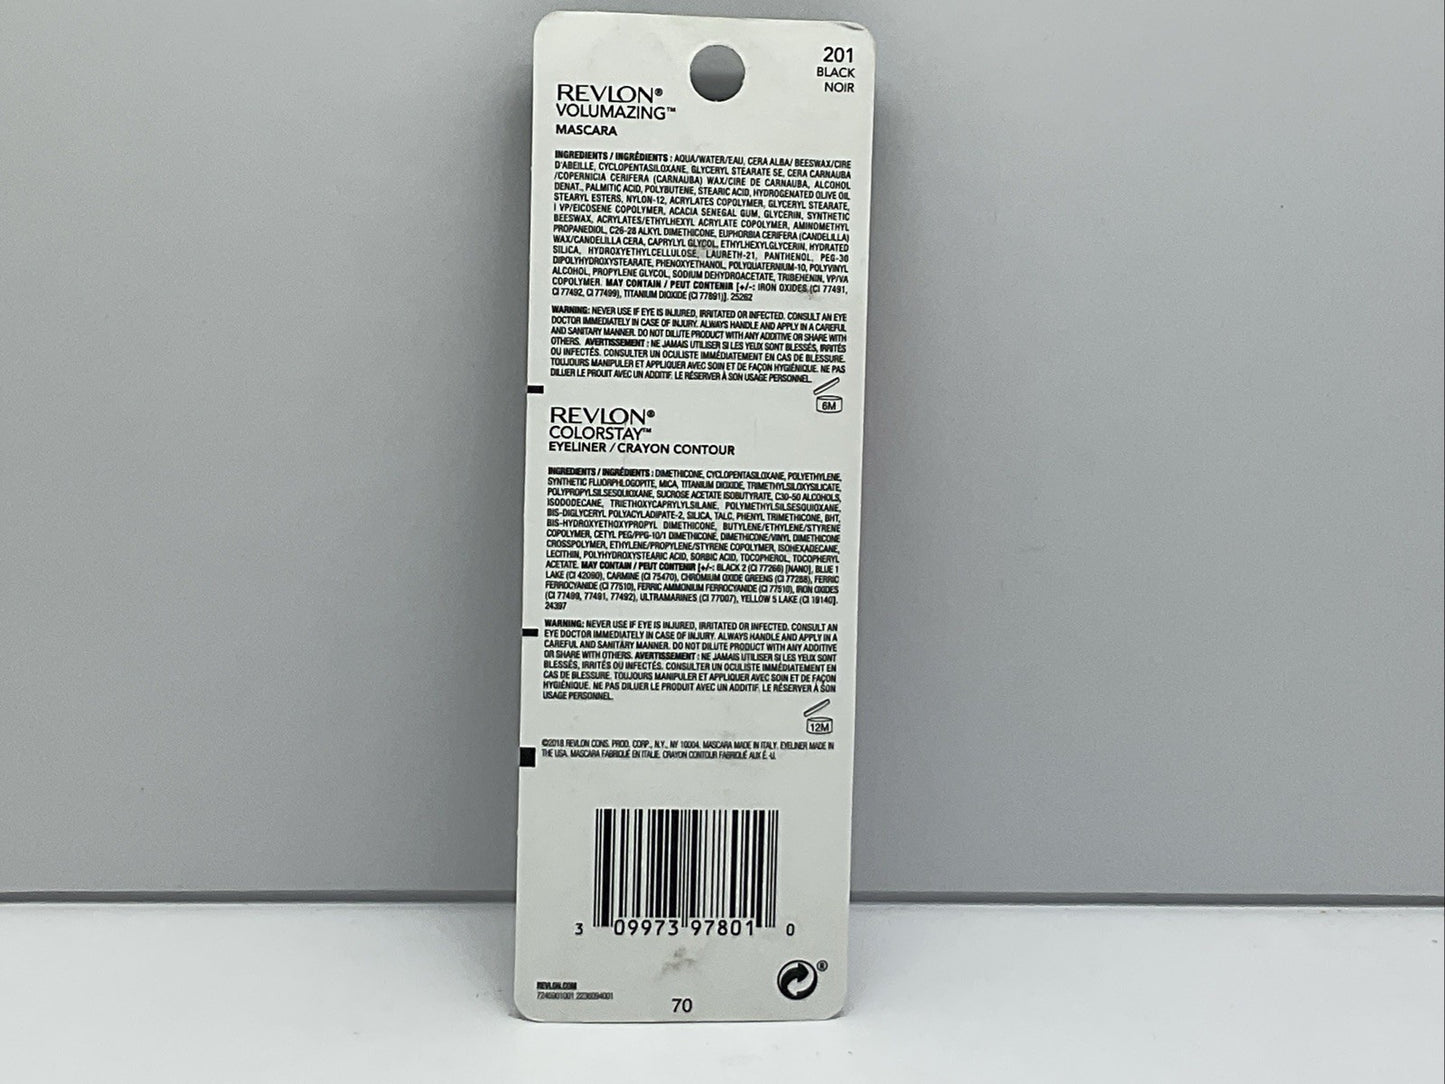 201
BLACK
NOIR
REVLON®
VOLUMAZING™
MASCARA
INGREDIENTS / INGRÉDIENTS : AQUA/WATER/EAU, CERA ALBA/ BEESWAX/CIRE
D'ABEILLE, CYCLOPENTASILOXANE, GLYCERYL STEARATE SE, CERA CARNAUBA
/COPERNICIA CERIFERA (CARNAUBA) WAX/CIRE DE CARNAUBA, ALCOHOL
DENAT., PALMITIC ACID, POLYBUTENE, STEARIC ACID, HYDROGENATED OLIVE OIL
STEARYL ESTERS, NYLON-12, ACRYLATES COPOLYMER, GLYCERYL STEARATE,
VP/EICOSENE COPOLYMER, ACACIA SENEGAL GUM, GLYCERIN, SYNTHETIC
BEESWAX, ACRYLATES/ETHYLHEXYL ACRYLATE COPOLYMER, AMINOMETHYL
PROPANEDIOL, C26-28 ALKYL DIMETHICONE, EUPHORBIA CERIFERA (CANDELILLA)
WAX/CANDELILLA CERA, CAPRYLYL GLYCOL, ETHYLHEXYLGLYCERIN, HYDRATED
SILICA, HYDROXYETHYLCELLULOSE, LAURETH-21, PANTHENOL, PEG-30
DIPOLYHYDROXYSTEARATE, PHENOXYETHANOL, POLYQUATERNIUM-10, POLYVINYL
ALCOHOL, PROPYLENE GLYCOL, SODIUM DEHYDROACETATE, TRIBEHENIN, VP/VA
COPOLYMER. MAY CONTAIN / PEUT CONTENIR [+/-: IRON OXIDES (CI 77491,
CI 77492, CI 77499), TITANIUM DIOXIDE (CI 77891)]. 25262
WARNING: NEVER USE IF EYE IS INJURED, IRRITATED OR INFECTED. CONSULT AN EYE
DOCTOR IMMEDIATELY IN CASE OF INJURY. ALWAYS HANDLE AND APPLY IN A CAREFUL
AND SANITARY MANNER. DO NOT DILUTE PRODUCT WITH ANY ADDITIVE OR SHARE WITH
OTHERS. AVERTISSEMENT : NE JAMAIS UTILISER SI LES YEUX SONT BLESSÉS, IRRITÉS
OU INFECTÉS. CONSULTER UN OCULISTE IMMÉDIATEMENT EN CAS DE BLESSURE.
TOUJOURS MANIPULER ET APPLIQUER AVEC SOIN ET DE FAÇON HYGIÉNIQUE. NE PAS
DILUER LE PRODUIT AVEC UN ADDITIF. LE RÉSERVER À SON USAGE PERSONNEL.
6M
REVLON®
COLORSTAY™
EYELINER / CRAYON CONTOUR
INGREDIENTS / INGRÉDIENTS : DIMETHICONE, CYCLOPENTASILOXANE, POLYETHYLENE,
SYNTHETIC FLUORPHLOGOPITE, MICA, TITANIUM DIOXIDE, TRIMETHYLSILOXYSILICATE,
POLYPROPYLSILSESQUIOXANE, SUCROSE ACETATE ISOBUTYRATE, C30-50 ALCOHOLS,
ISODODECANE, TRIETHOXYCAPRYLYLSILANE, POLYMETHYLSILSESQUIOXANE,
BIS-DIGLYCERYL POLYACYLADIPATE-2, SILICA, TALC, PHENYL TRIMETHICONE, BHT,
BIS-HYDROXYETHOXYPROPYL DIMETHICONE, BUTYLENE/ETHYLENE/STYRENE
COPOLYMER, CETYL PEG/PPG-10/1 DIMETHICONE, DIMETHICONE/VINYL DIMETHICONE
CROSSPOLYMER, ETHYLENE/PROPYLENE/STYRENE COPOLYMER, ISOHEXADECANE,
LECITHIN, POLYHYDROXYSTEARIC ACID, SORBIC ACID, TOCOPHEROL, TOCOPHERYL
ACETATE. MAY CONTAIN / PEUT CONTENIR [+/-: BLACK 2 (CI 77266) [NANO], BLUE 1
LAKE (CI 42090), CARMINE (CI 75470), CHROMIUM OXIDE GREENS (CI 77288), FERRIC
FERROCYANIDE (CI 77510), FERRIC AMMONIUM FERROCYANIDE (CI 77510), IRON OXIDES
(CI 77499, 77491, 77492), ULTRAMARINES (CI 77007), YELLOW 5 LAKE (CI 19140)].
24397
WARNING: NEVER USE IF EYE IS INJURED, IRRITATED OR INFECTED. CONSULT AN
EYE DOCTOR IMMEDIATELY IN CASE OF INJURY. ALWAYS HANDLE AND APPLY IN A
CAREFUL AND SANITARY MANNER. DO NOT DILUTE PRODUCT WITH ANY ADDITIVE
OR SHARE WITH OTHERS. AVERTISSEMENT : NE JAMAIS UTILISER SI LES YEUX SONT
BLESSÉS, IRRITÉS OU INFECTÉS. CONSULTER UN OCULISTE IMMÉDIATEMENT EN
CAS DE BLESSURE. TOUJOURS MANIPULER ET APPLIQUER AVEC SOIN ET DE FAÇON
HYGIÉNIQUE. NE PAS DILUER LE PRODUIT AVEC UN ADDITIF. LE RÉSERVER À SON
USAGE PERSONNEL.
12M
©2018 REVLON CONS. PROD. CORP., N.Y., NY 10004. MASCARA MADE IN ITALY. EYELINER MADE IN
THE USA. MASCARA FABRIQUÉ EN ITALIE. CRAYON CONTOUR FABRIQUÉ AUX É.-U.
3 09973 97801 0
®
REVLON.COM
70